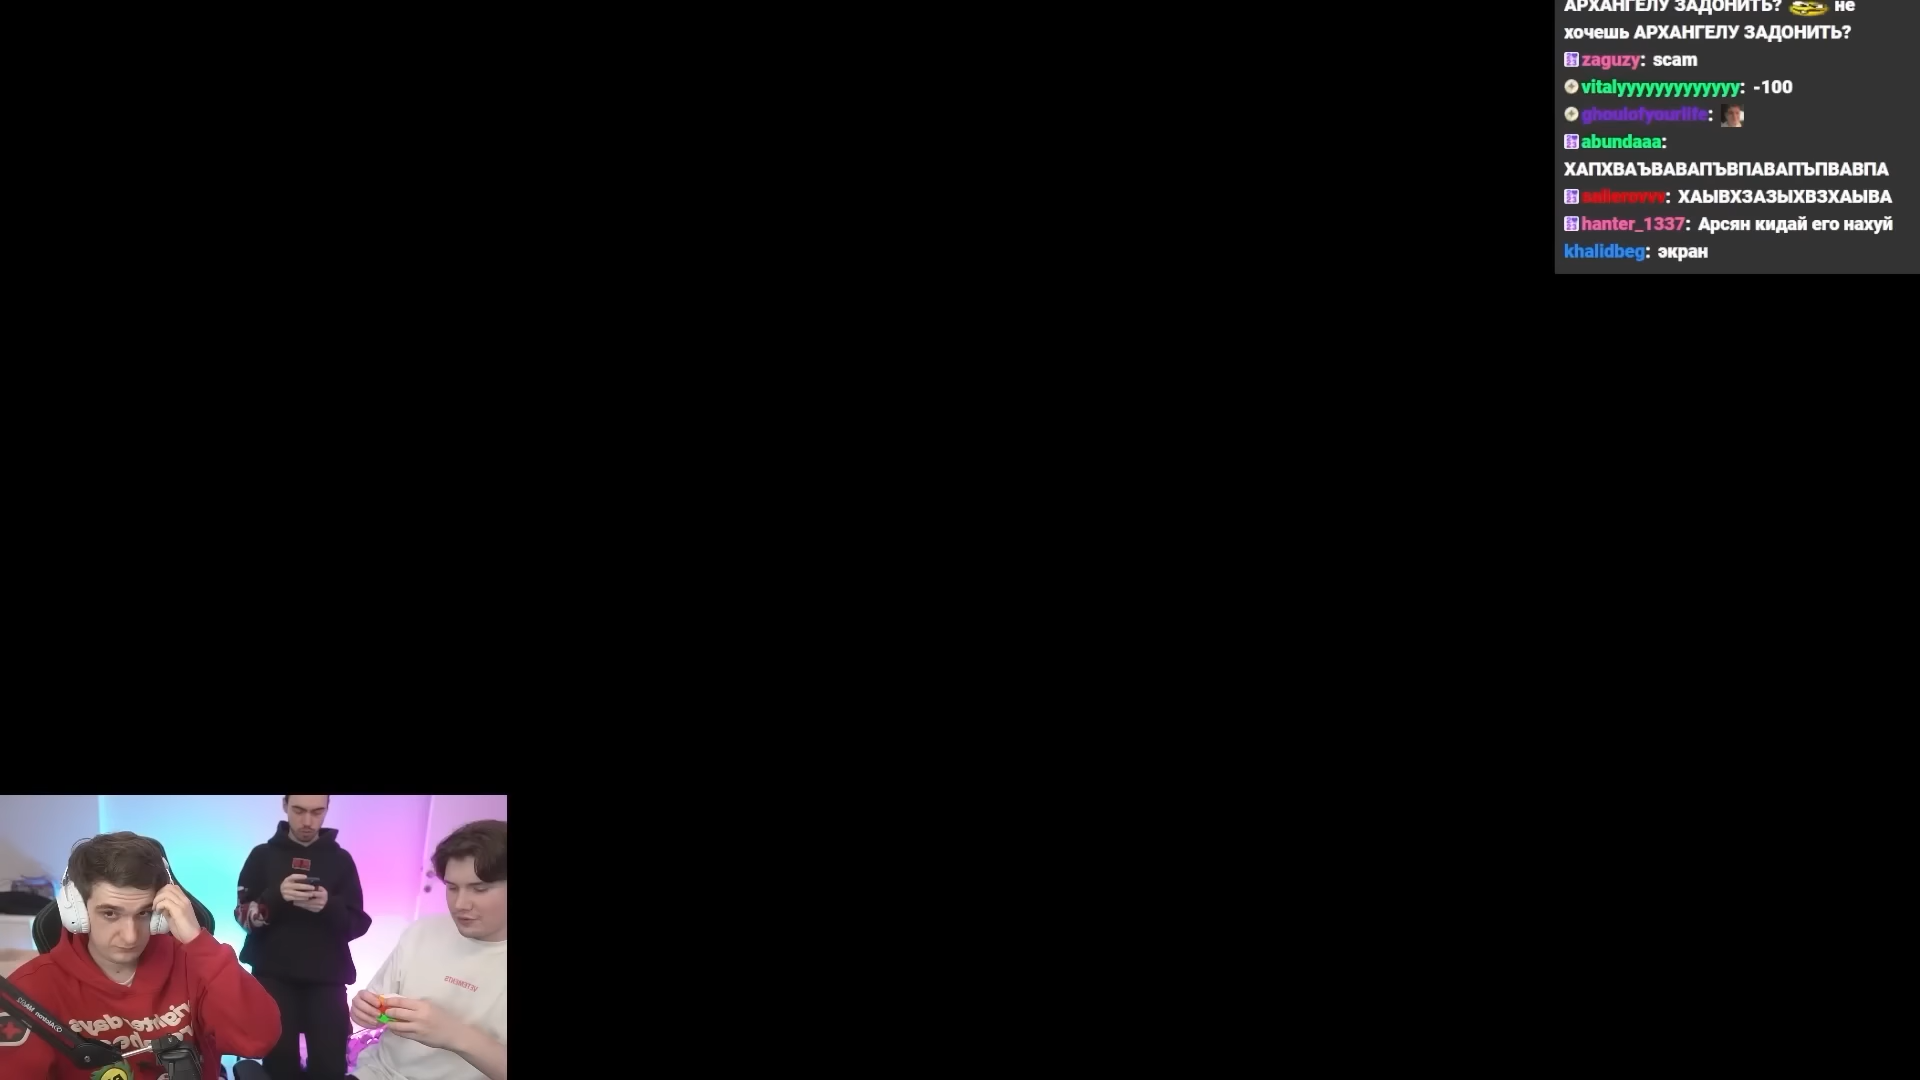 АРХАНГЕЛУ ЗАДОНИТЬ? не
хочешь АРХАНГЕЛУ ЗАДОНИТЬ?
zaguzy: scam
vitalyyyyyyyyyyyyy: -100
ghoulofyourlife:
abundaaa:
ХАПХВАЪВАВАПЪВПАВАПЪПВАВПА
: ХАЫВХЗАЗЫХВЗХАЫВА
hanter_1337: Арсян кидай его нахуй
khalidbeg: экран
VETEMENTS